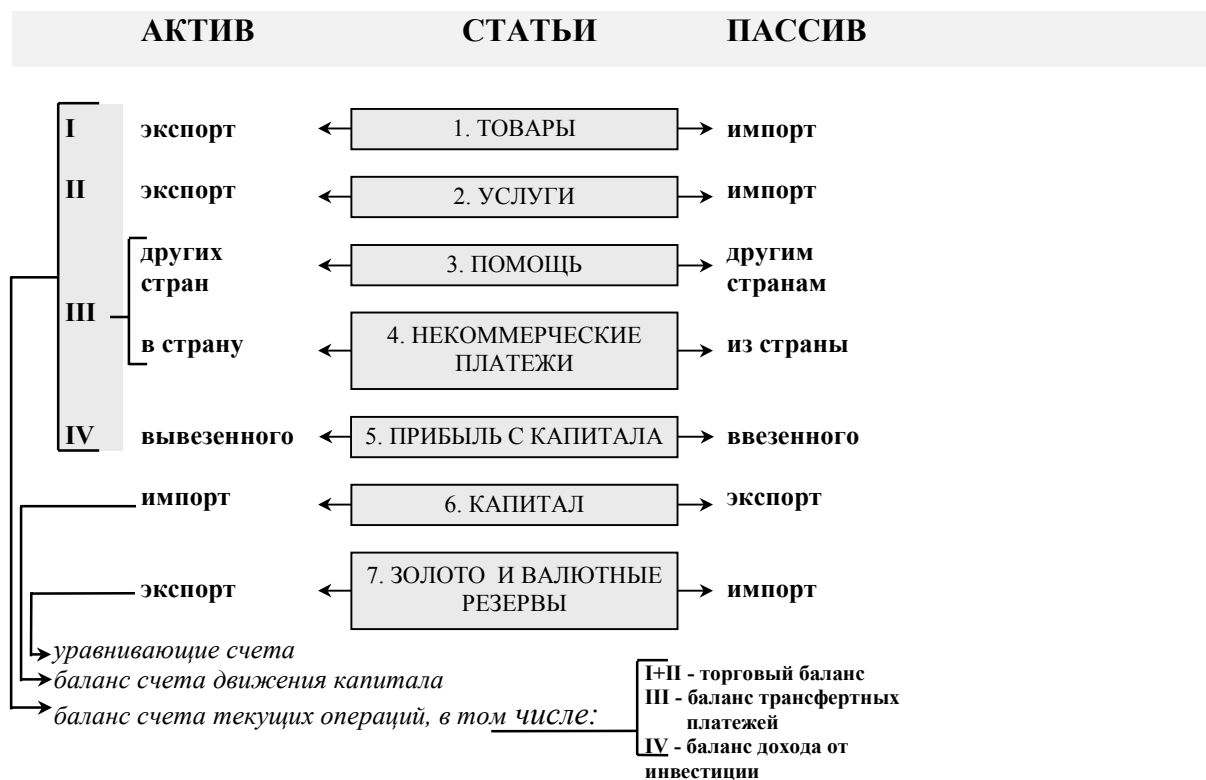 АКТИВ СТАТЬИ ПАССИВ
I экспорт 1. ТОВАРЫ импорт
II экспорт 2. УСЛУГИ импорт
других
стран
3. ПОМОЩЬ
другим
странам
III
в страну
4. НЕКОММЕРЧЕСКИЕ
ПЛАТЕЖИ
из страны
IV вывезенного 5. ПРИБЫЛЬ С КАПИТАЛА ввезенного
импорт 6. КАПИТАЛ экспорт
экспорт
7. ЗОЛОТО И ВАЛЮТНЫЕ
РЕЗЕРВЫ
импорт
уравнивающие счета
баланс счета движения капитала
баланс счета текущих операций, в том числе:
I+II - торговый баланс
III - баланс трансфертных
платежей
IV - баланс дохода от
инвестиции